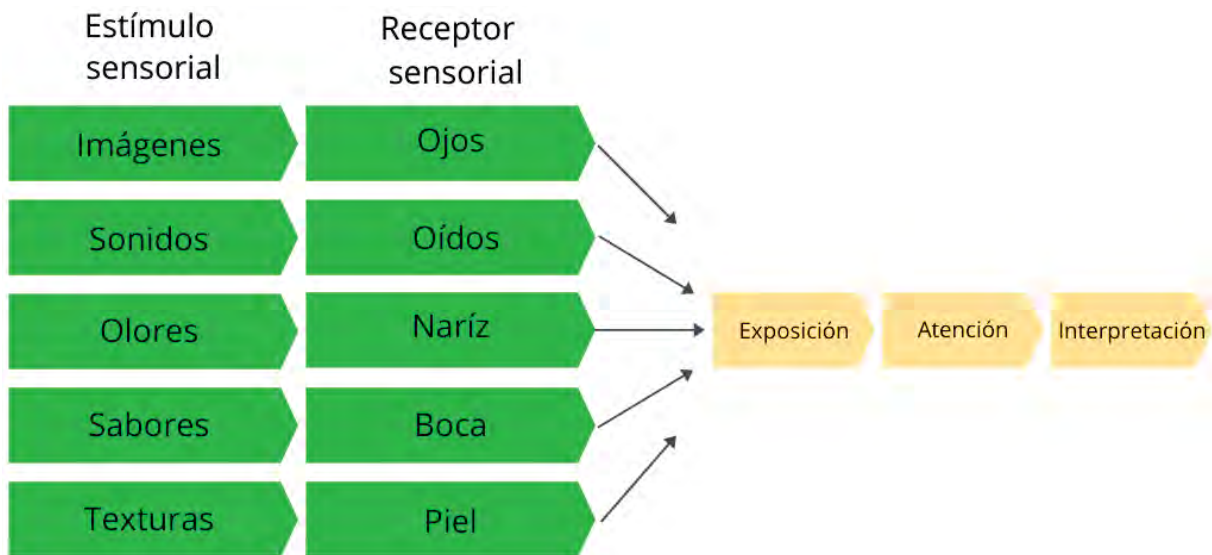 Estímulo
sensorial
Receptor
sensorial
Imágenes
Ojos
Sonidos
Oídos
Olores
Naríz
Exposición
Atención
Interpretación
Sabores
Boca
Texturas
Piel